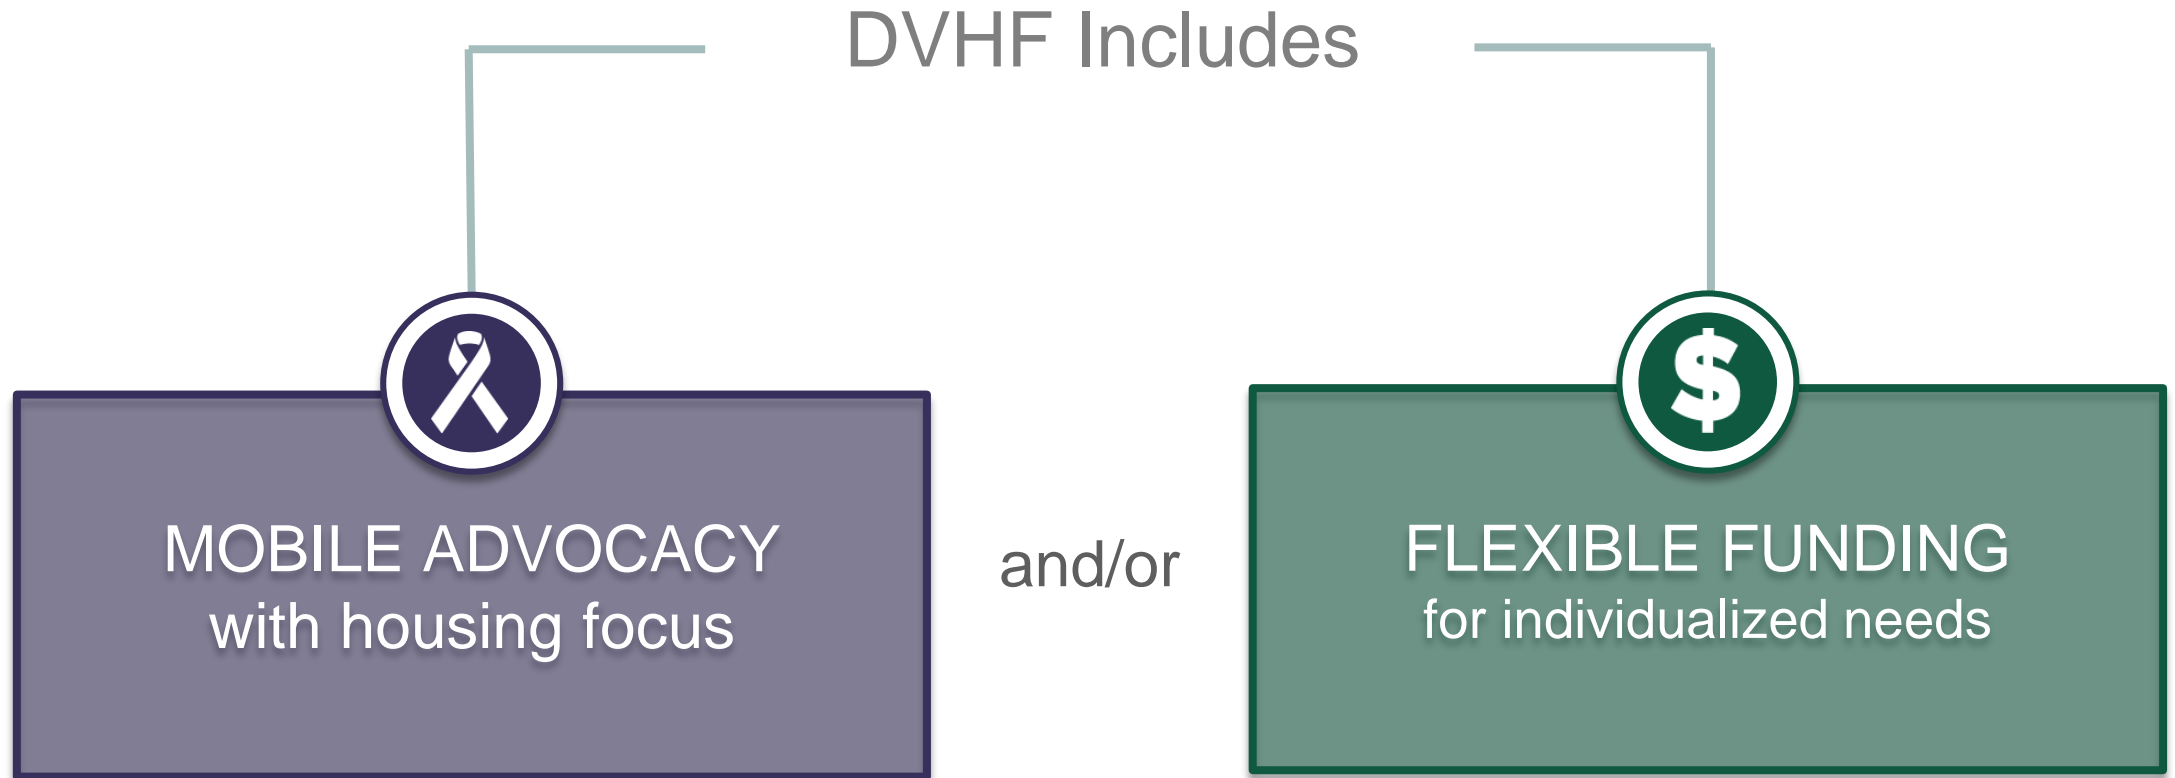 DVHF Includes
MOBILE ADVOCACY
with housing focus
and/or
FLEXIBLE FUNDING
for individualized needs